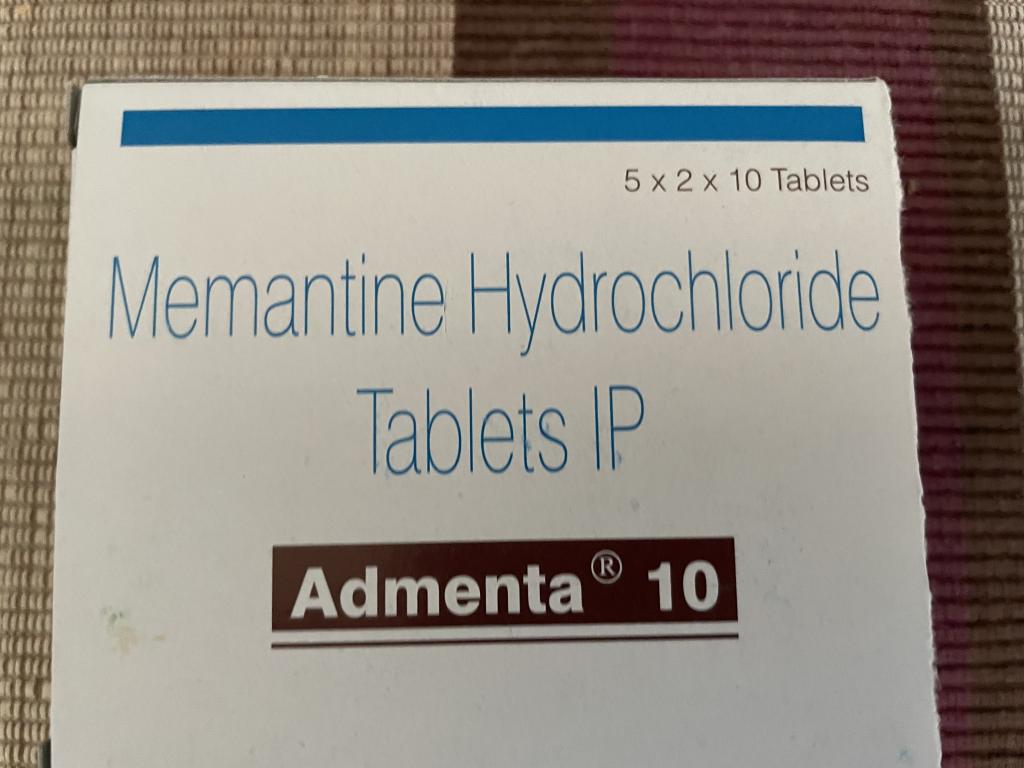 5 x 2 x 10 Tablets
Memantine Hydrochloride
Tablets IP
Admenta® 10